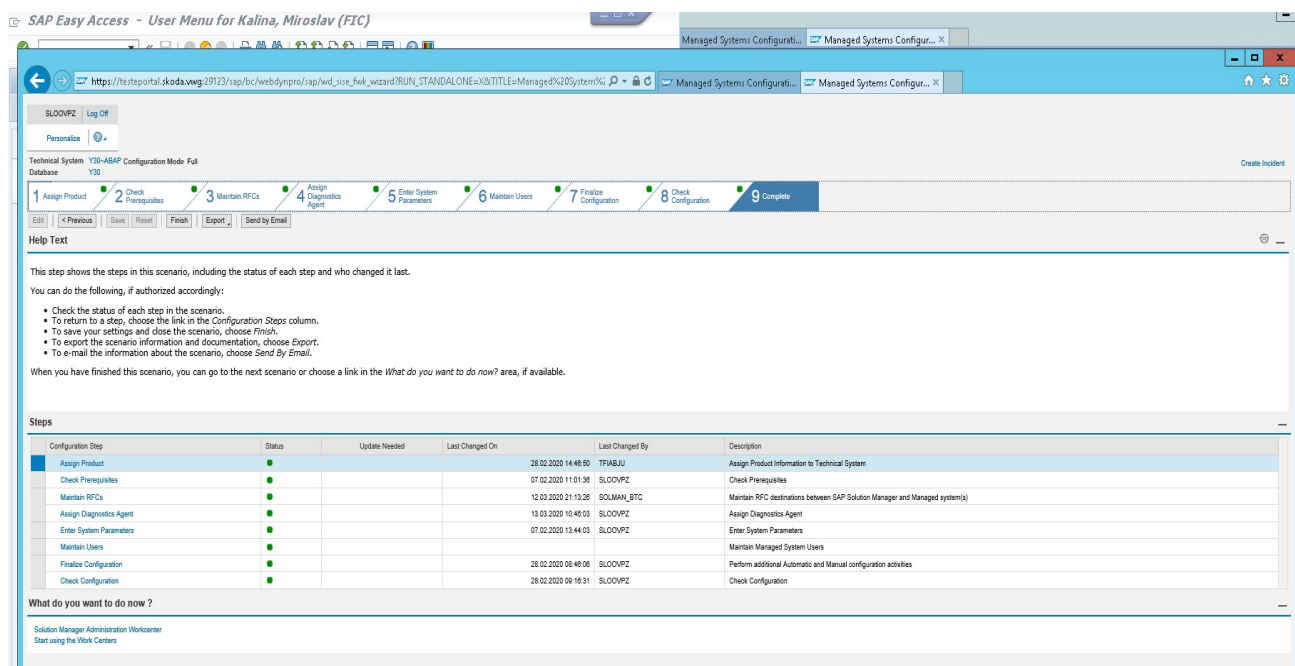 SAP Easy Access - User Menu for Kalina, Miroslav (FIC)
Managed Systems Configurati... Managed Systems Configur... X
https://testeportal.skoda.vwg:29123/sap/bc/webdynpro/sap/wd_sise_fwk_wizard?RUN_STANDALONE=X&TITLE=Managed%20System%; Managed Systems Configurati... Managed Systems Configur... X
SLOOVPZ Log Off
Personalize
Technical System Y30~ABAP Configuration Mode Full
Create Incident
Database Y30
1 Assign Product
2 Check Prerequisites
3 Maintain RFCs
4 Assign Diagnostics Agent
5 Enter System Parameters
6 Maintain Users
7 Finalize Configuration
8 Check Configuration
9 Complete
Edit < Previous Save Reset Finish Export Send by Email
Help Text
This step shows the steps in this scenario, including the status of each step and who changed it last.
You can do the following, if authorized accordingly:
• Check the status of each step in the scenario.
• To return to a step, choose the link in the Configuration Steps column.
• To save your settings and close the scenario, choose Finish.
• To export the scenario information and documentation, choose Export.
• To e-mail the information about the scenario, choose Send By Email.
When you have finished this scenario, you can go to the next scenario or choose a link in the What do you want to do now? area, if available.
Steps
Configuration Step Status Update Needed Last Changed On Last Changed By Description
Assign Product 28.02.2020 14:46:50 TFIABJU Assign Product Information to Technical System
Check Prerequisites 07.02.2020 11:01:36 SLOOVPZ Check Prerequisites
Maintain RFCs 12.03.2020 21:13:26 SOLMAN_BTC Maintain RFC destinations between SAP Solution Manager and Managed system(s)
Assign Diagnostics Agent 13.03.2020 10:46:03 SLOOVPZ Assign Diagnostics Agent
Enter System Parameters 07.02.2020 13:44:03 SLOOVPZ Enter System Parameters
Maintain Users Maintain Managed System Users
Finalize Configuration 28.02.2020 08:46:06 SLOOVPZ Perform additional Automatic and Manual configuration activities
Check Configuration 28.02.2020 09:16:31 SLOOVPZ Check Configuration
What do you want to do now ?
Solution Manager Administration Workcenter
Start using the Work Centers